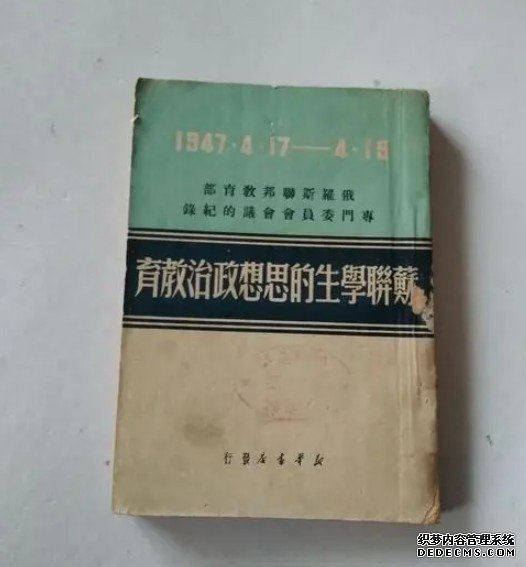 1947·4·17——4·19
俄羅斯聯邦教育部
專門委員會會議的紀錄
蘇聯學生的思想政治教育
新華書店發行
织梦内容管理系统
DEDECMS.COM